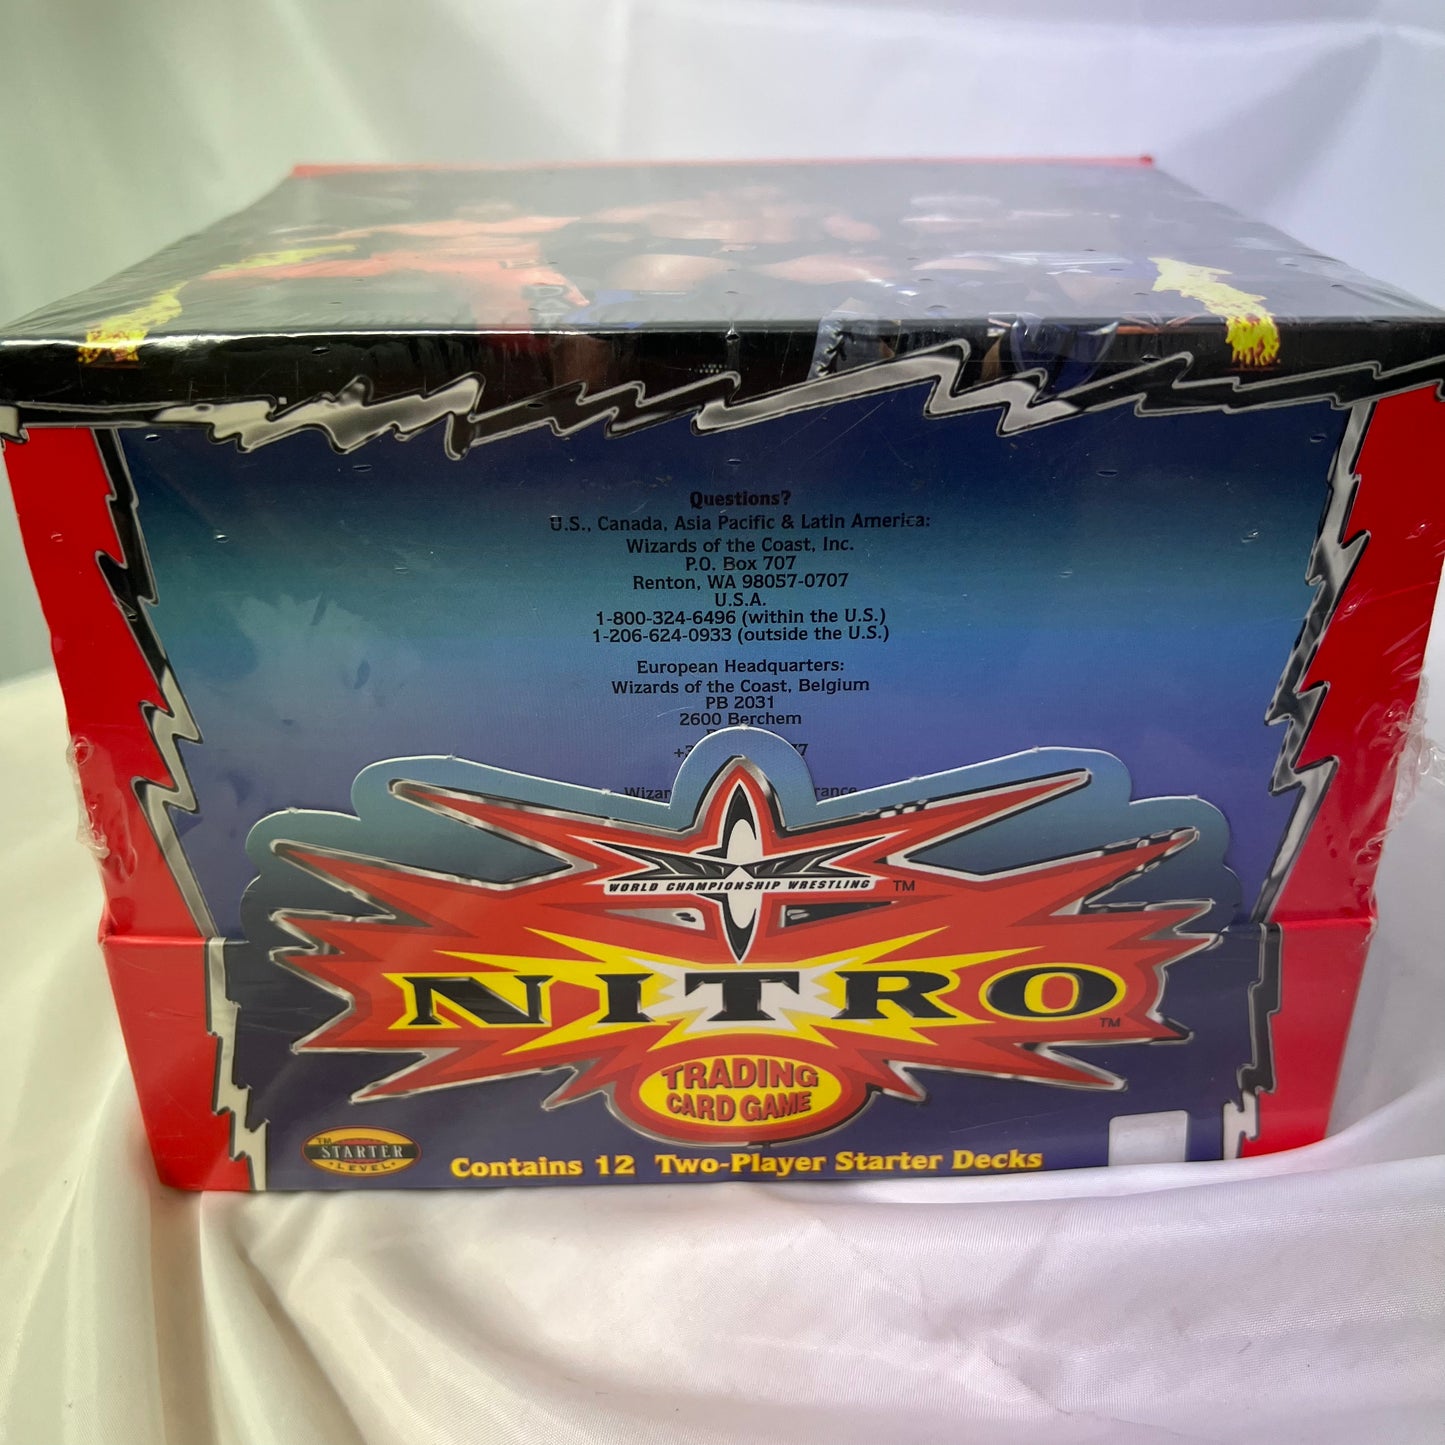 Questions?
U.S., Canada, Asia Pacific & Latin America:
Wizards of the Coast, Inc.
P.O. Box 707
Renton, WA 98057-0707
U.S.A.
1-800-324-6496 (within the U.S.)
1-206-624-0933 (outside the U.S.)
European Headquarters:
Wizards of the Coast, Belgium
PB 2031
2600 Berchem
WORLD CHAMPIONSHIP WRESTLING TM
NITRO TM
TRADING
CARD GAME
TM
STARTER
LEVEL
Contains 12 Two-Player Starter Decks